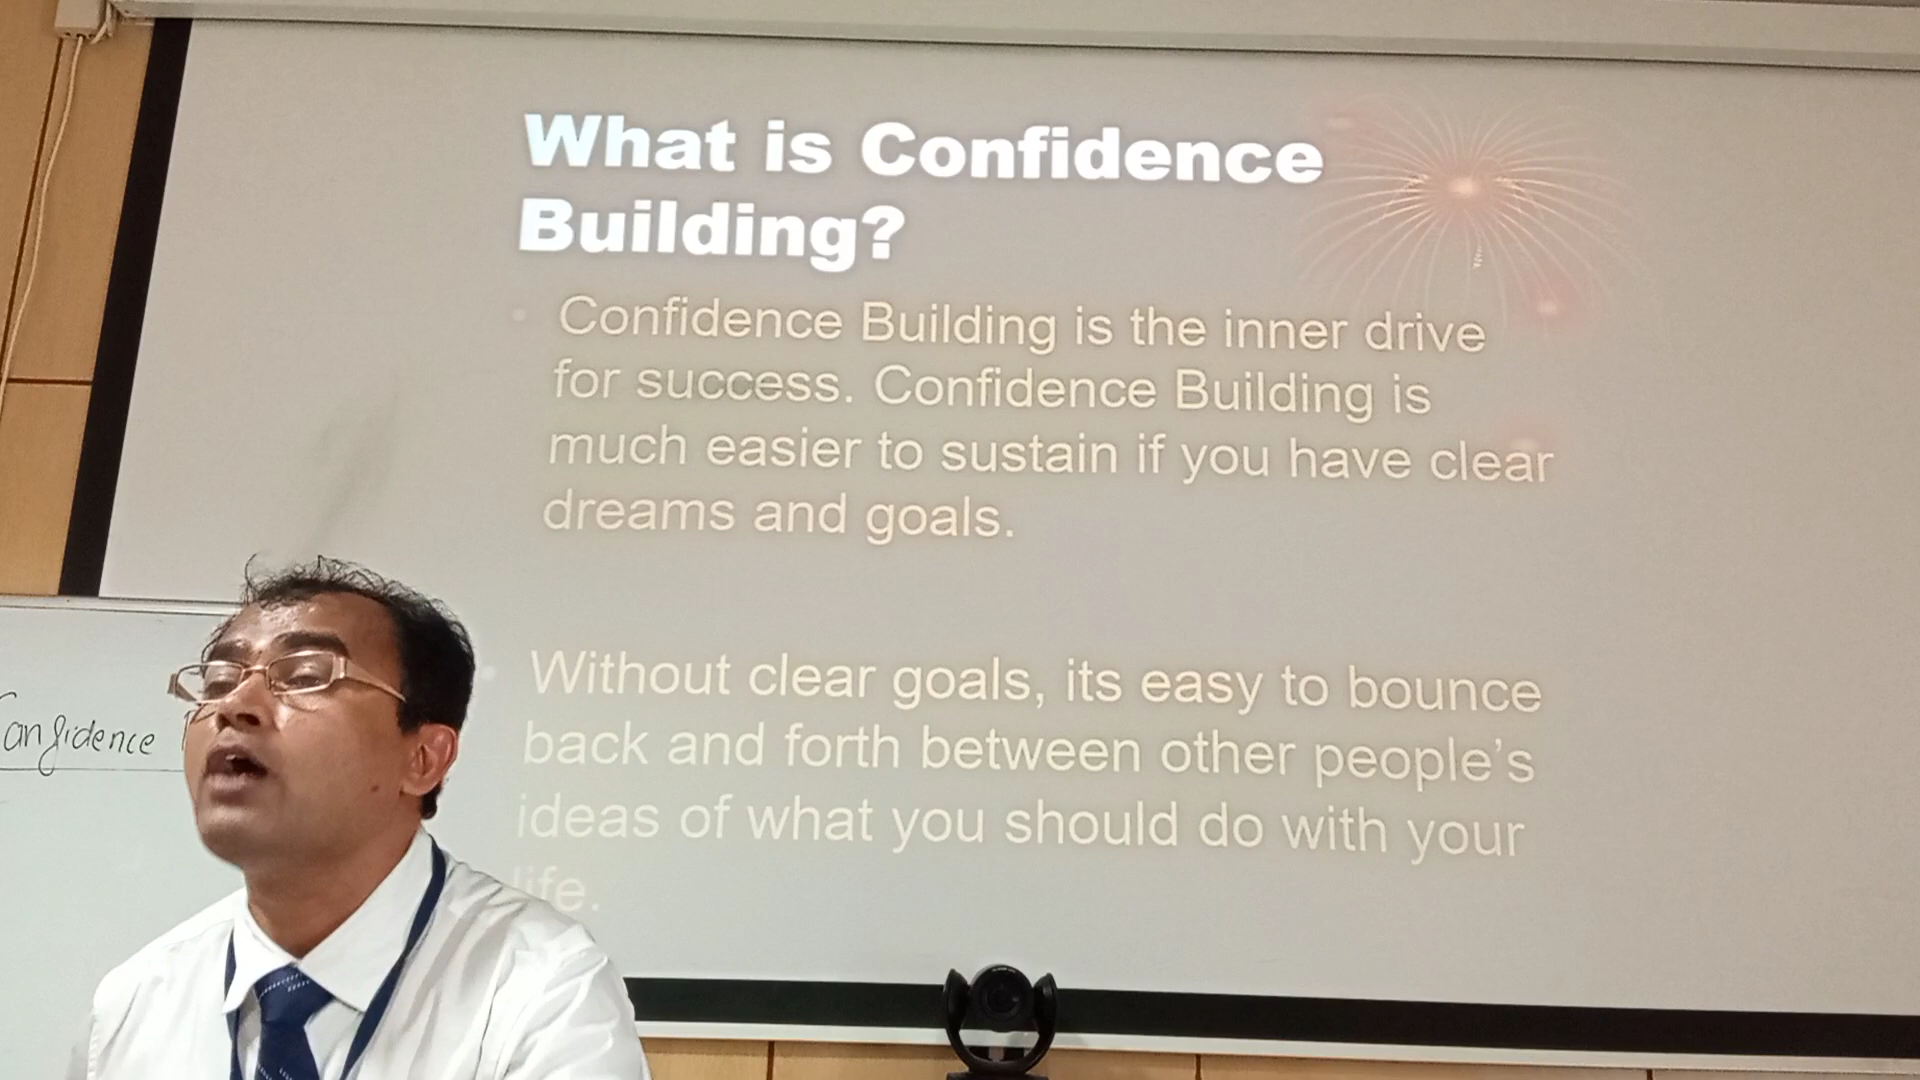 What is Confidence
Building?
• Confidence Building is the inner drive
for success. Confidence Building is
much easier to sustain if you have clear
dreams and goals.
Without clear goals, its easy to bounce
back and forth between other people’s
ideas of what you should do with your
life.
Confidence